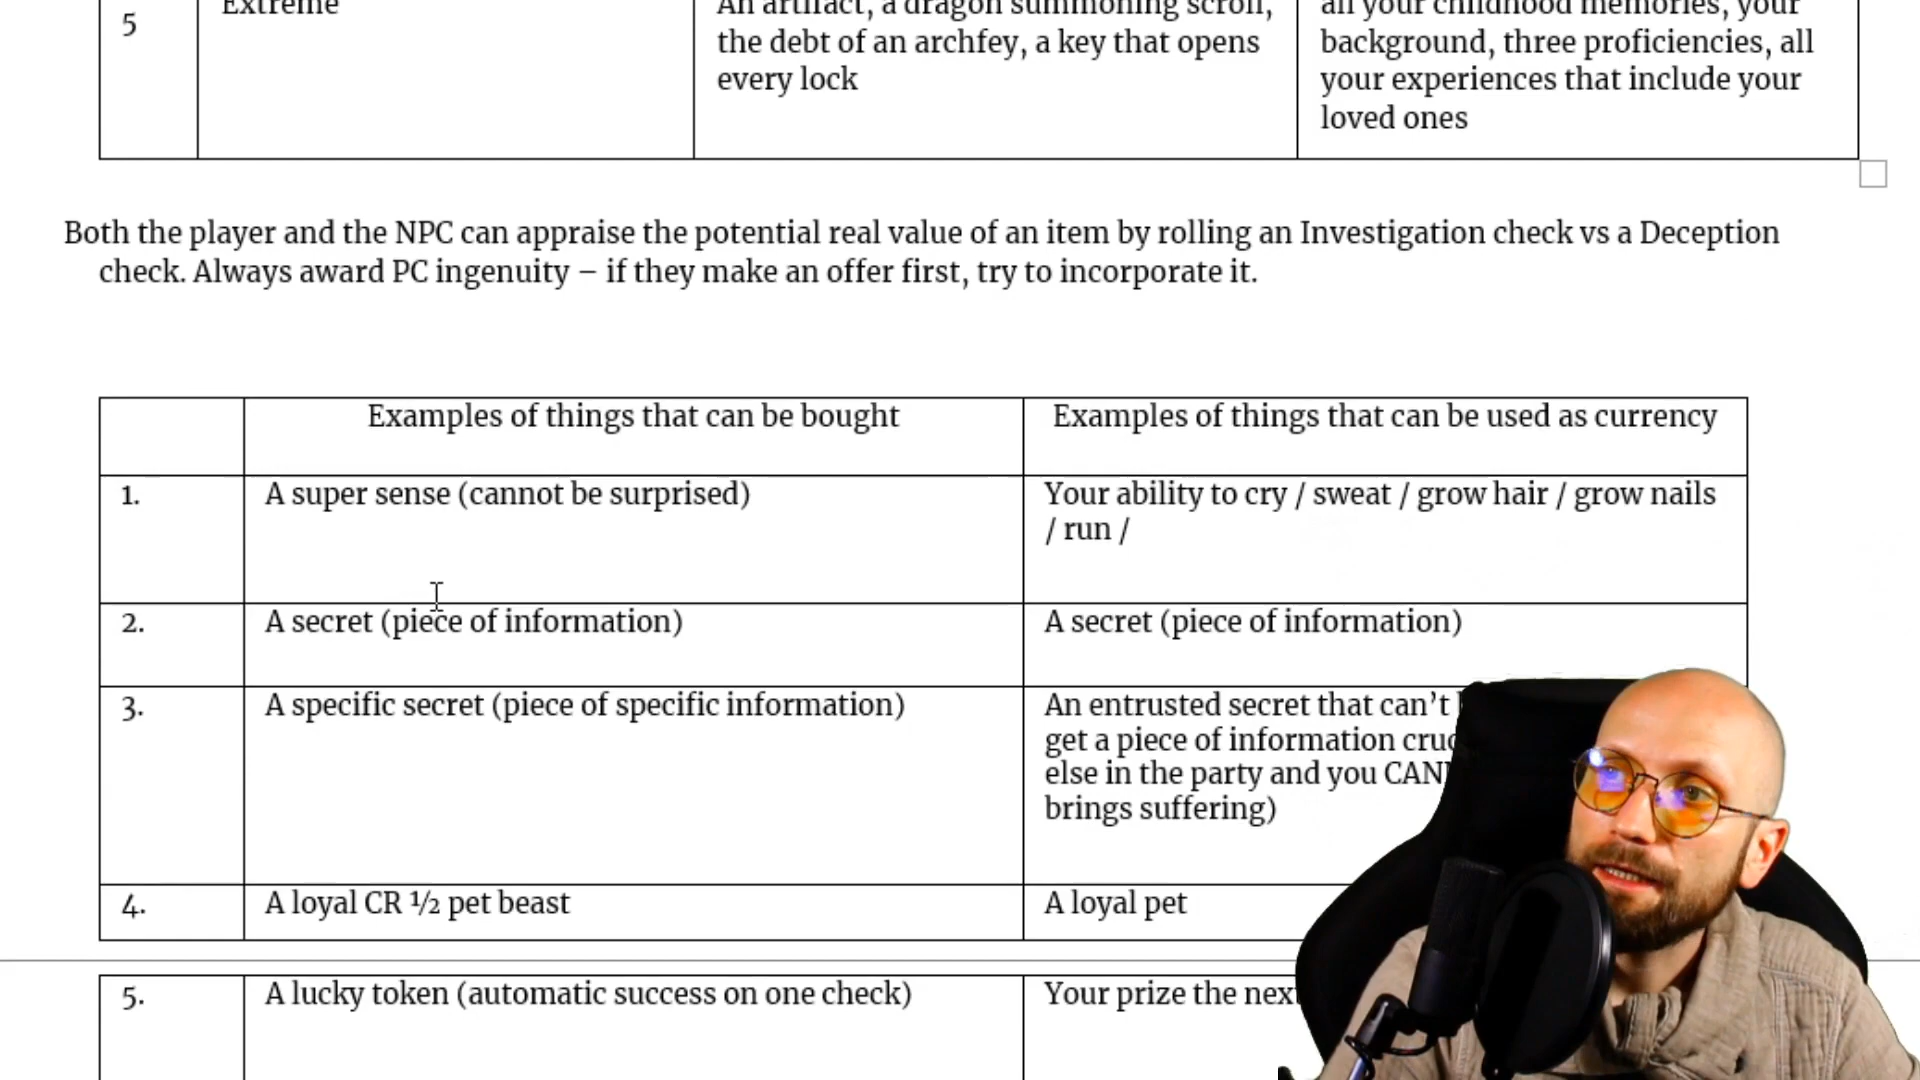 5
Extreme
An artifact, a dragon summoning scroll,
the debt of an archfey, a key that opens
every lock
all your childhood memories, your
background, three proficiencies, all
your experiences that include your
loved ones
Both the player and the NPC can appraise the potential real value of an item by rolling an Investigation check vs a Deception
check. Always award PC ingenuity – if they make an offer first, try to incorporate it.
Examples of things that can be bought
Examples of things that can be used as currency
1.
A super sense (cannot be surprised)
Your ability to cry / sweat / grow hair / grow nails
/ run /
2.
A secret (piece of information)
A secret (piece of information)
3.
A specific secret (piece of specific information)
An entrusted secret that can’t
get a piece of information
else in the party and you
brings suffering)
4.
A loyal CR ½ pet beast
A loyal pet
5.
A lucky token (automatic success on one check)
Your prize the